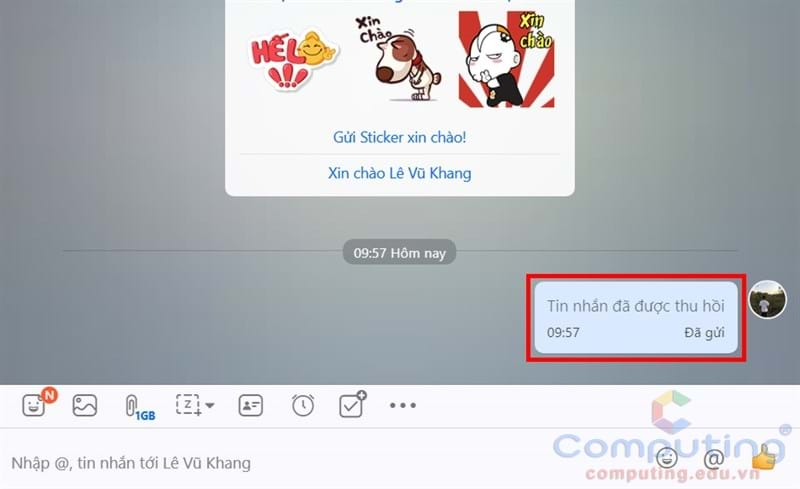 HẾL
!!!
Xin
Chào
Xin
chào
Gửi Sticker xin chào!
Xin chào Lê Vũ Khang
09:57 Hôm nay
Tin nhắn đã được thu hồi
09:57 Đã gửi
N
1GB
Z
Nhập @, tin nhắn tới Lê Vũ Khang
@
Computing®
computing.edu.vn